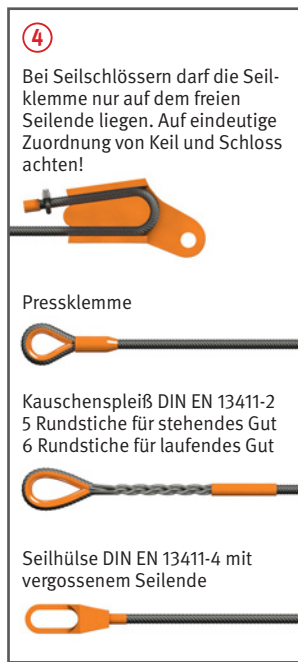 4
Bei Seilschlössern darf die Seil-
klemme nur auf dem freien
Seilende liegen. Auf eindeutige
Zuordnung von Keil und Schloss
achten!
Pressklemme
Kauschenspleiß DIN EN 13411-2
5 Rundstiche für stehendes Gut
6 Rundstiche für laufendes Gut
Seilhülse DIN EN 13411-4 mit
vergossenem Seilende